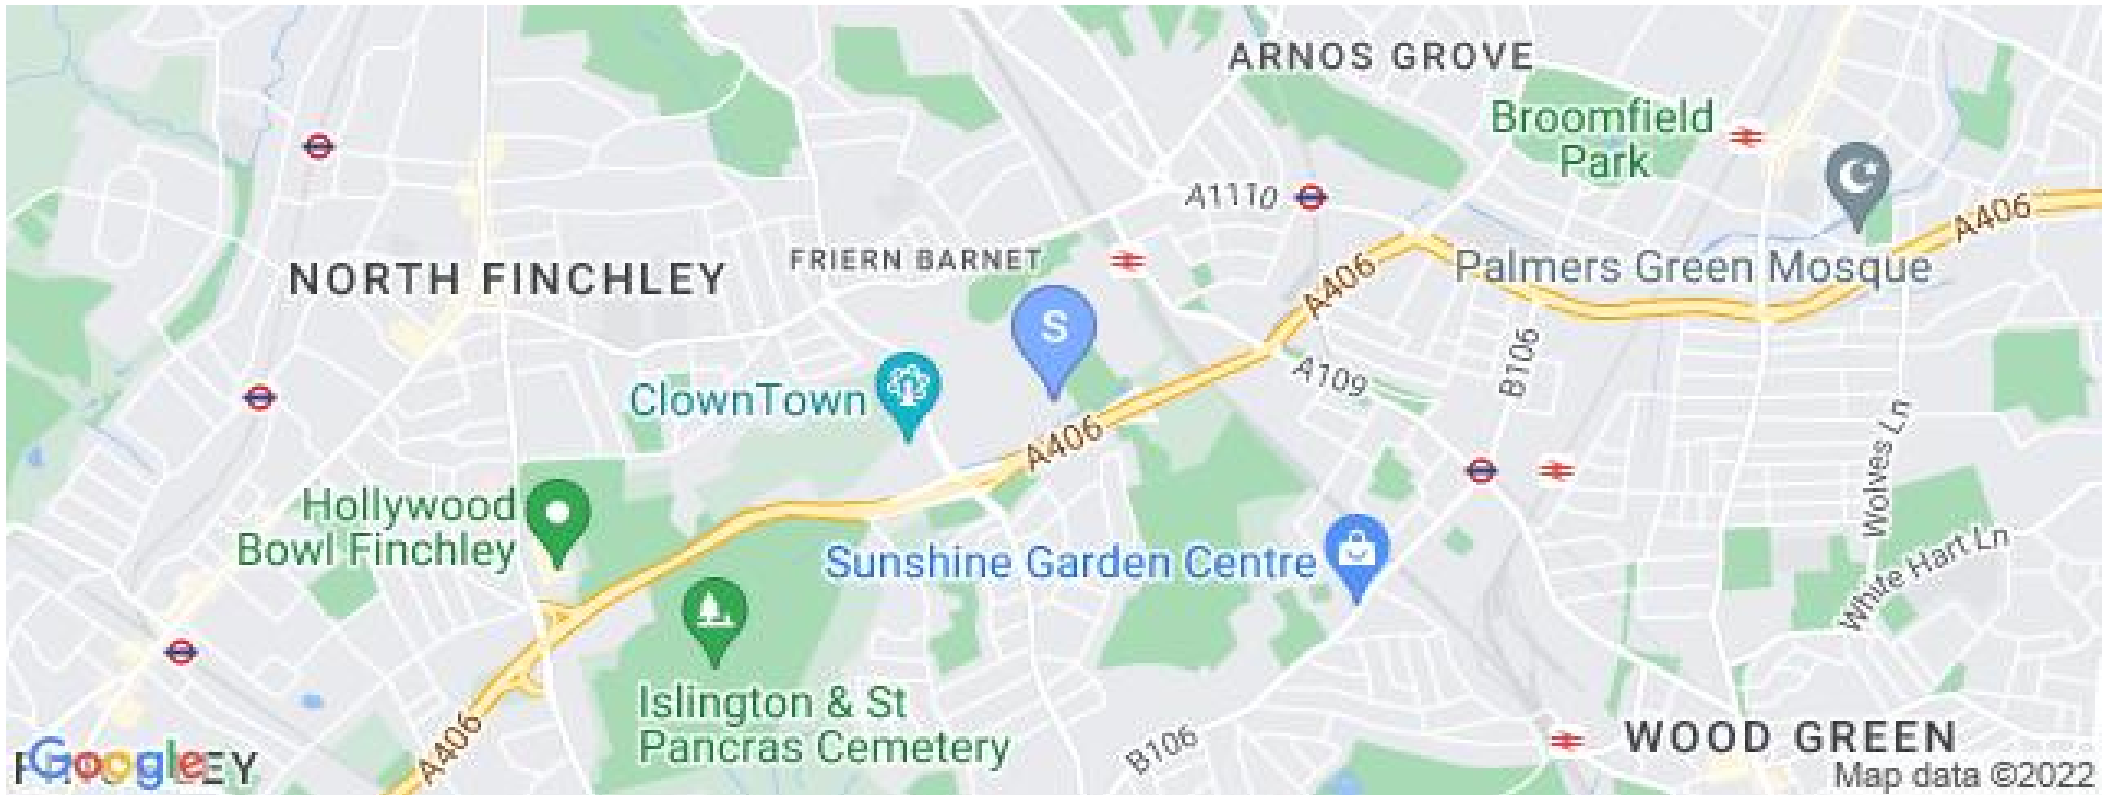 ARNOS GROVE
Broomfield
Park
A1110
A406
FRIERN BARNET
NORTH FINCHLEY
Palmers Green Mosque
A406
S
ClownTown
A109
B106
A406
Wolves Ln
Hollywood
Bowl Finchley
Sunshine Garden Centre
White Hart Ln
Islington & St
Pancras Cemetery
A406
B106
WOOD GREEN
Google
Map data ©2022